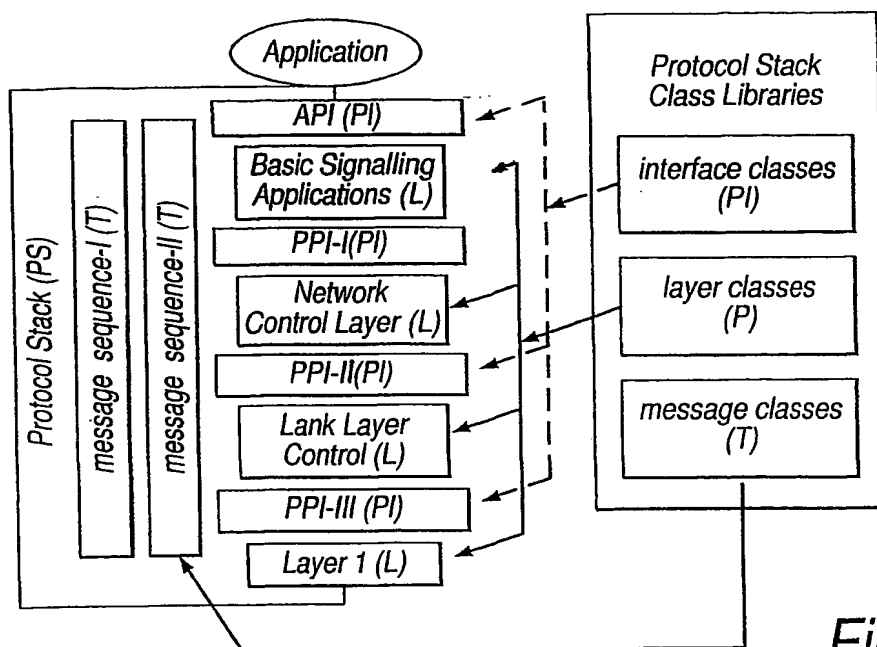 Application
API (PI)
Basic Signalling
Applications (L)
PPI-I(PI)
Network
Control Layer (L)
PPI-II(PI)
Lank Layer
Control (L)
PPI-III (PI)
Layer 1 (L)
Protocol Stack (PS)
message sequence-I (T)
message sequence-II (T)
Protocol Stack
Class Libraries
interface classes
(PI)
layer classes
(P)
message classes
(T)